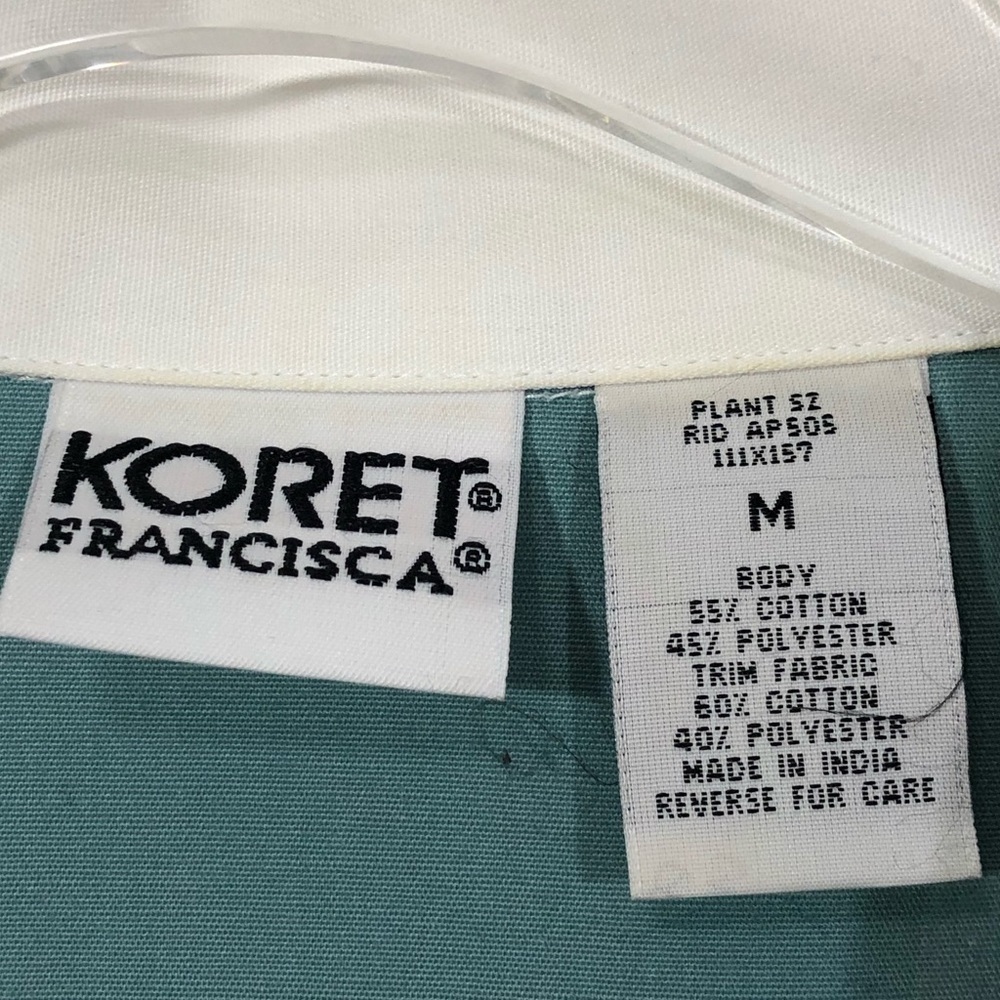 KORET®
FRANCISCA®
PLANT SZ
RID AP505
111X157
M
BODY
55% COTTON
45% POLYESTER
TRIM FABRIC
60% COTTON
40% POLYESTER
MADE IN INDIA
REVERSE FOR CARE